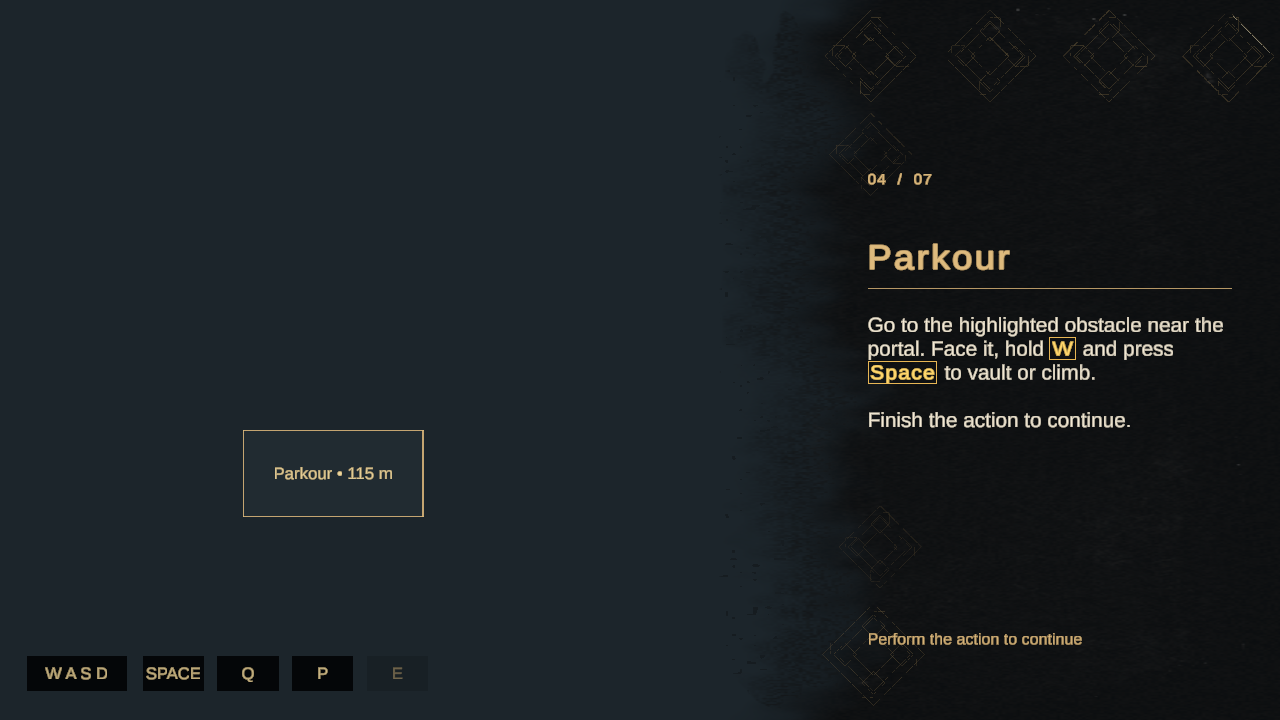 04 / 07
Parkour
Go to the highlighted obstacle near the
portal. Face it, hold W and press
Space to vault or climb.
Finish the action to continue.
Parkour • 115 m
Perform the action to continue
WASD SPACE Q P E